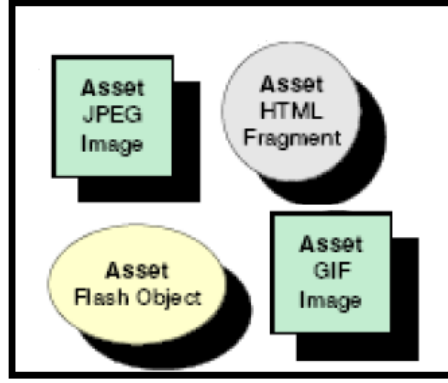 Asset
JPEG
Image
Asset
HTML
Fragment
Asset
Flash Object
Asset
GIF
Image